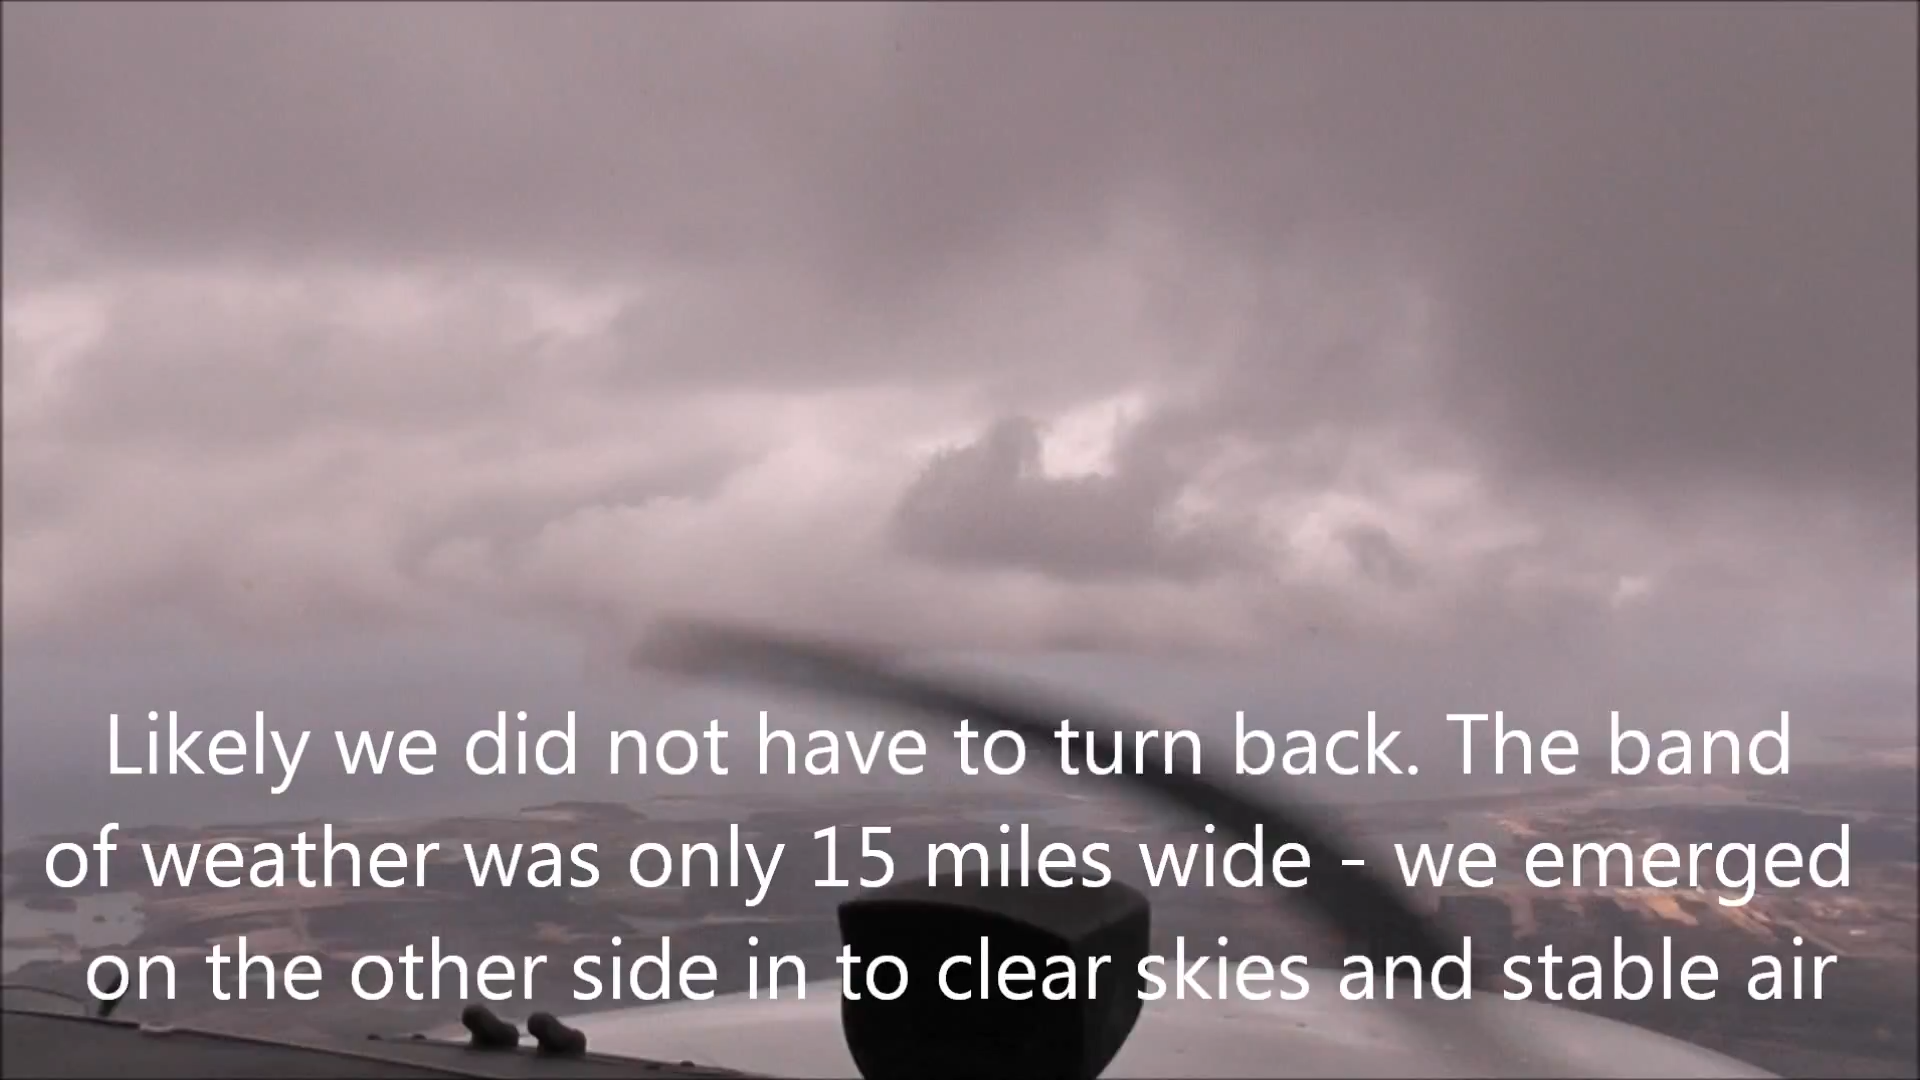 Likely we did not have to turn back. The band
of weather was only 15 miles wide - we emerged
on the other side in to clear skies and stable air